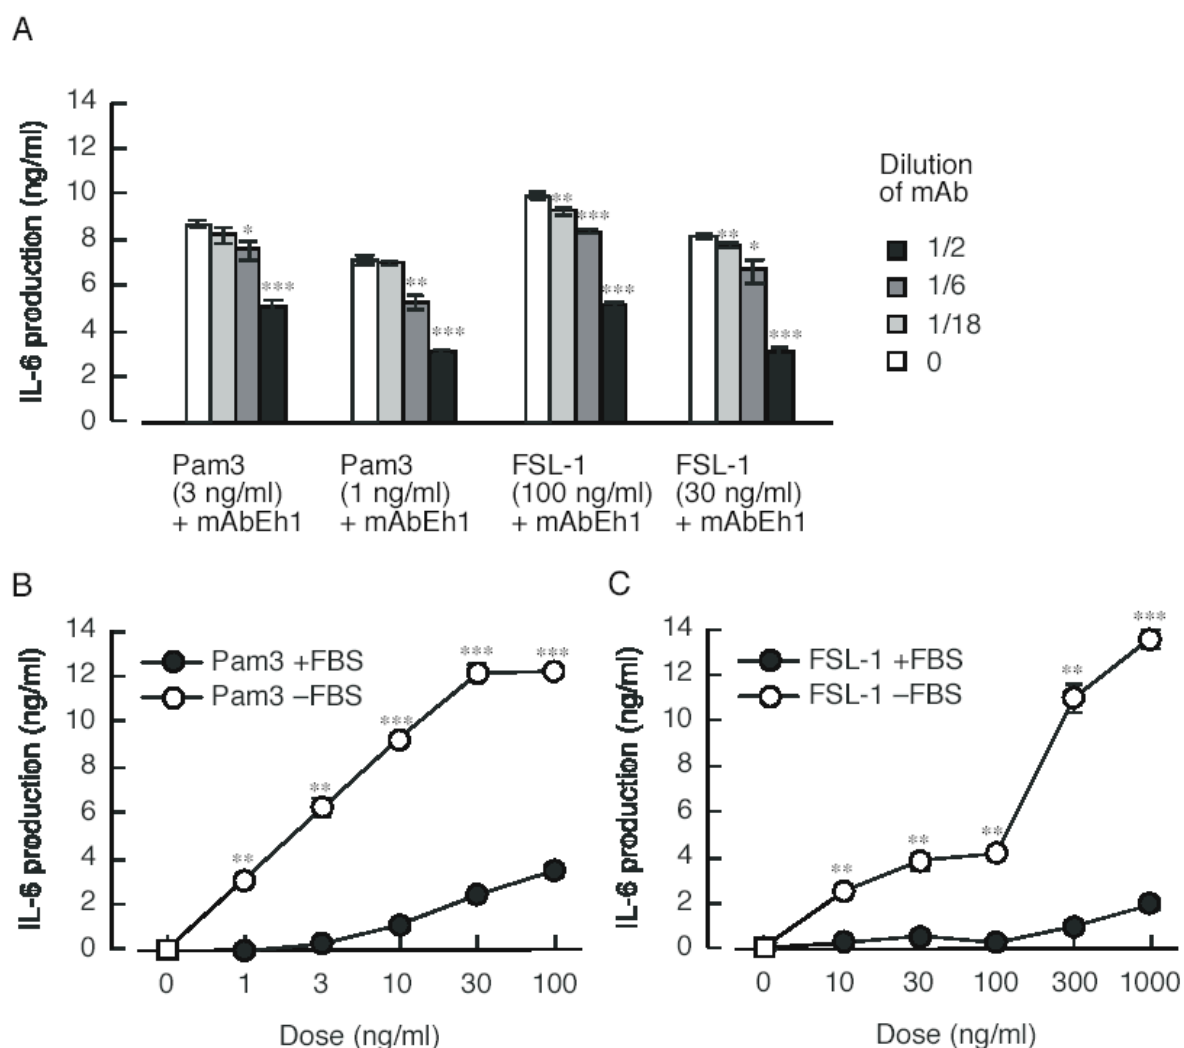 A
IL-6 production (ng/ml)
14
12
10
8
6
4
2
0
*
***
**
***
**
***
***
**
*
***
Pam3
(3 ng/ml)
+ mAbEh1
Pam3
(1 ng/ml)
+ mAbEh1
FSL-1
(100 ng/ml)
+ mAbEh1
FSL-1
(30 ng/ml)
+ mAbEh1
Dilution
of mAb
1/2
1/6
1/18
0
B
IL-6 production (ng/ml)
14
12
10
8
6
4
2
0
Pam3 +FBS
Pam3 –FBS
**
**
***
***
***
0 1 3 10 30 100
Dose (ng/ml)
C
IL-6 production (ng/ml)
14
12
10
8
6
4
2
0
FSL-1 +FBS
FSL-1 –FBS
**
**
**
**
***
0 10 30 100 300 1000
Dose (ng/ml)